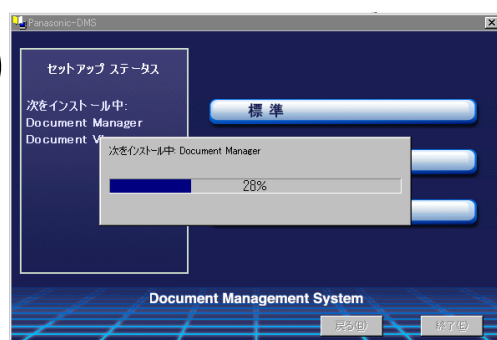 Panasonic-DMS
セットアップ ステータス
次をインストール中:
Document Manager
Document
標準
次をインストール中: Document Manager
28%
Document Management System
戻る(B)
終了(E)